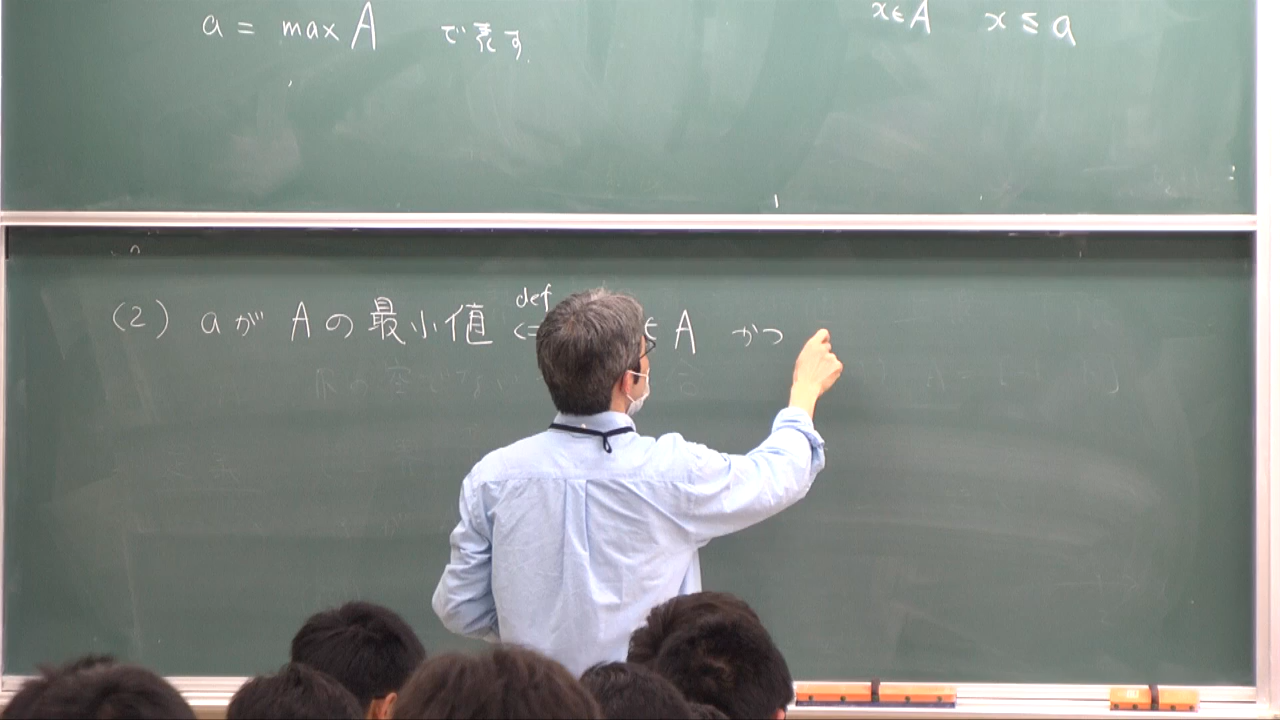 a = max A で表す. x∈A x ≦ a
(2) a が A の最小値 def ∈ A かつ